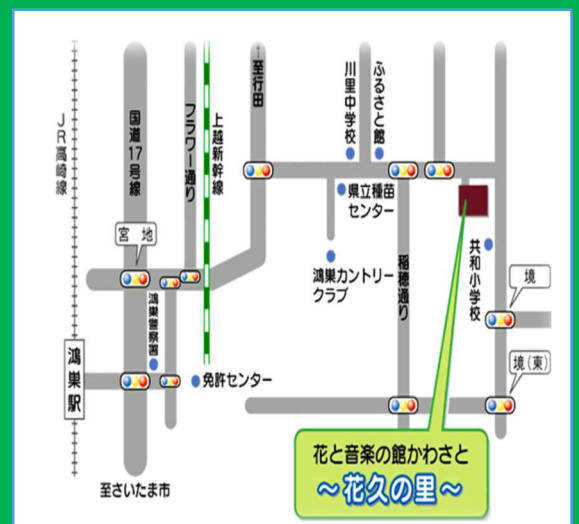 JR高崎線
国道17号線
フラワー通り
上越新幹線
至行田
川里中学校
ふるさと館
県立種苗
センター
宮地
鴻巣カントリー
クラブ
稲穂通り
共和小学校
境
鴻巣警察署
鴻巣駅
免許センター
境(東)
至さいたま市
花と音楽の館かわさと
～花久の里～